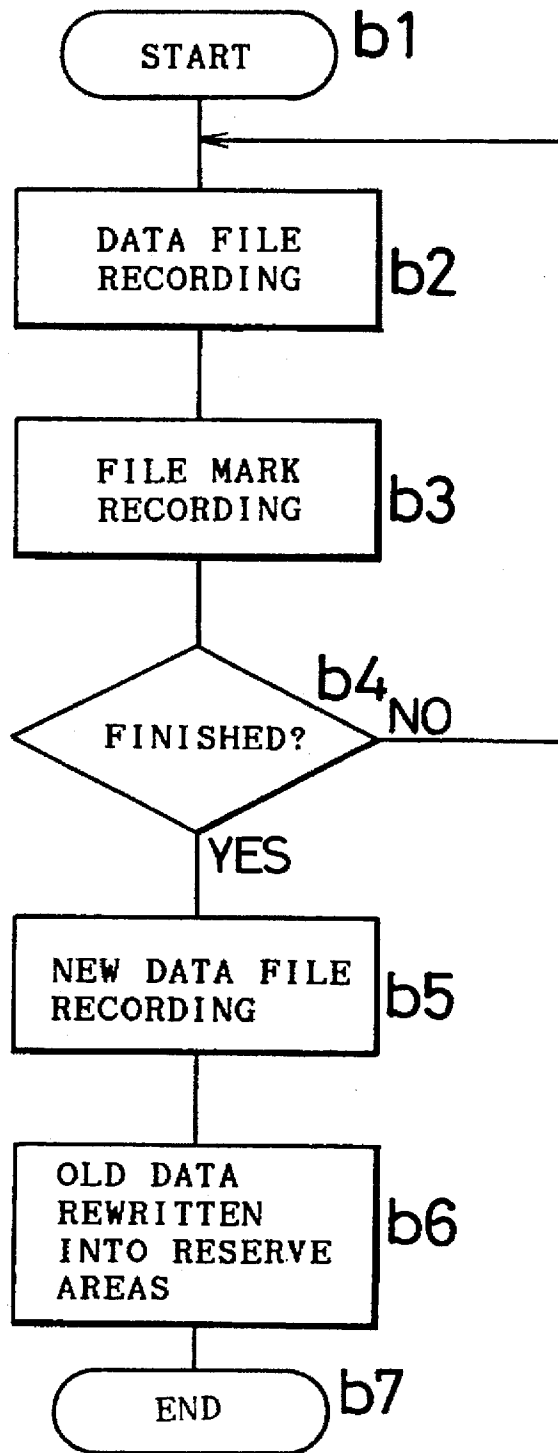 START b1
DATA FILE
RECORDING b2
FILE MARK
RECORDING b3
b4
FINISHED? NO
YES
NEW DATA FILE
RECORDING b5
OLD DATA
REWRITTEN b6
INTO RESERVE
AREAS
END b7